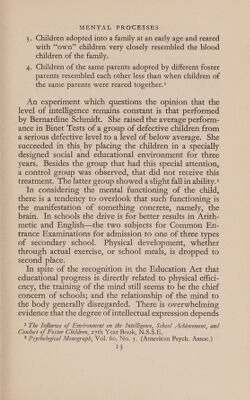 MENTAL PROCESSES
3. Children adopted into a family at an early age and reared
with “own” children very closely resembled the blood
children of the family.
4. Children of the same parents adopted by different foster
parents resembled each other less than when children of
the same parents were reared together.¹
An experiment which questions the opinion that the
level of intelligence remains constant is that performed
by Bernardine Schmidt. She raised the average perform-
ance in Binet Tests of a group of defective children from
a serious defective level to a level of below average. She
succeeded in this by placing the children in a specially
designed social and educational environment for three
years. Besides the group that had this special attention,
a control group was observed, that did not receive this
treatment. The latter group showed a slight fall in ability.²
In considering the mental functioning of the child,
there is a tendency to overlook that such functioning is
the manifestation of something concrete, namely, the
brain. In schools the drive is for better results in Arith-
metic and English—the two subjects for Common En-
trance Examinations for admission to one of three types
of secondary school. Physical development, whether
through actual exercise, or school meals, is dropped to
second place.
In spite of the recognition in the Education Act that
educational progress is directly related to physical effici-
ency, the training of the mind still seems to be the chief
concern of schools; and the relationship of the mind to
the body generally disregarded. There is overwhelming
evidence that the degree of intellectual expression depends
¹ The Influence of Environment on the Intelligence, School Achievement, and
Conduct of Foster Children, 27th Year Book, N.S.S.E.
² Psychological Monograph, Vol. 60, No. 5. (American Psych. Assoc.)
13